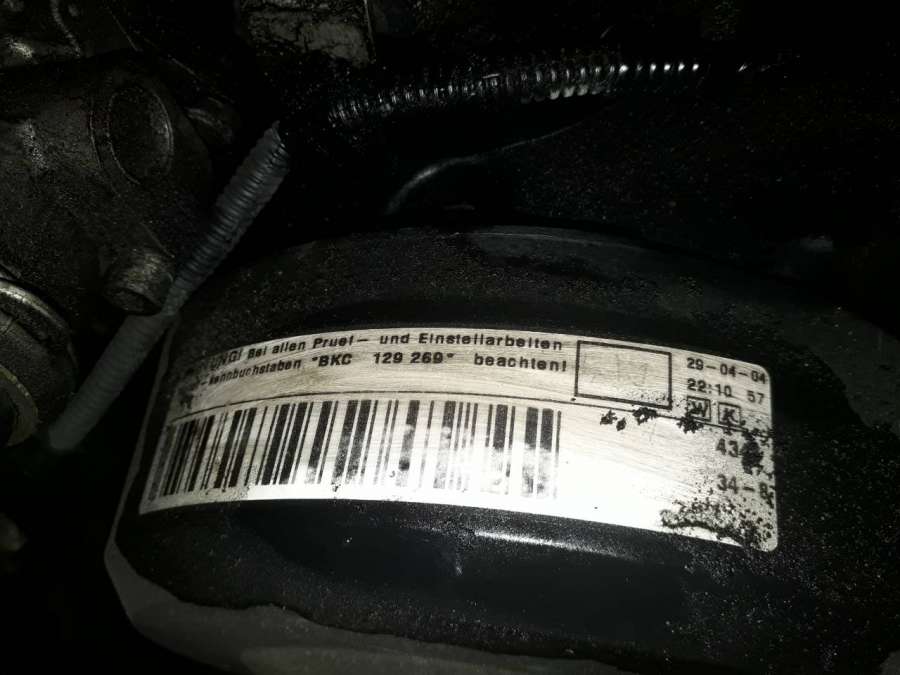 Bei allen Pruef- und Einstellarbeiten
"BKC 129 269" beachten!
29-04-04
22:10 57
W K